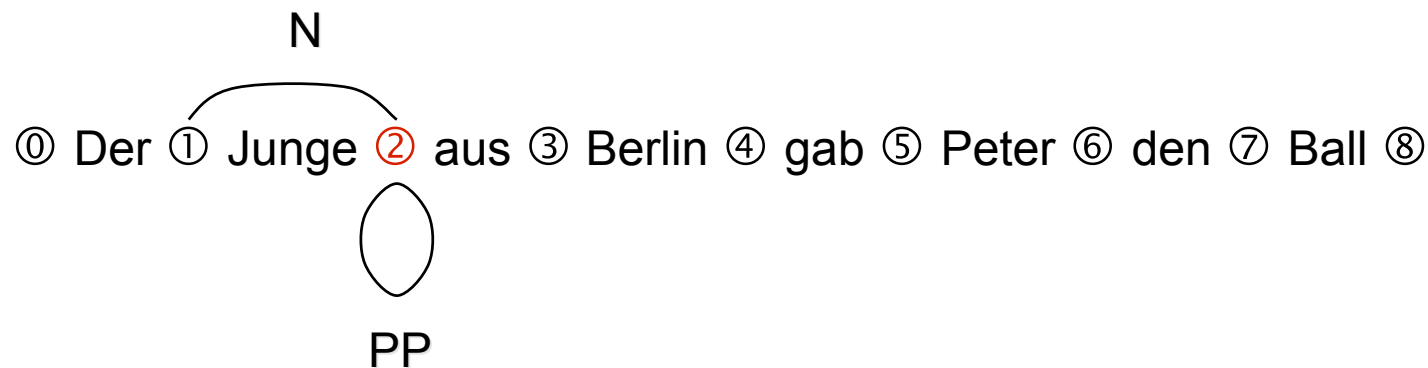 N
⓪ Der ① Junge ② aus ③ Berlin ④ gab ⑤ Peter ⑥ den ⑦ Ball ⑧
PP